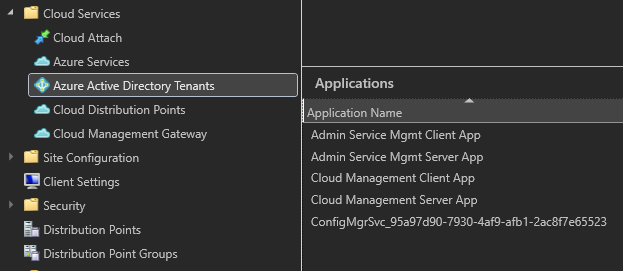 Cloud Services
Cloud Attach
Azure Services
Azure Active Directory Tenants
Cloud Distribution Points
Cloud Management Gateway
Site Configuration
Client Settings
Security
Distribution Points
Distribution Point Groups
Applications
Application Name
Admin Service Mgmt Client App
Admin Service Mgmt Server App
Cloud Management Client App
Cloud Management Server App
ConfigMgrSvc_95a97d90-7930-4af9-afb1-2ac8f7e65523